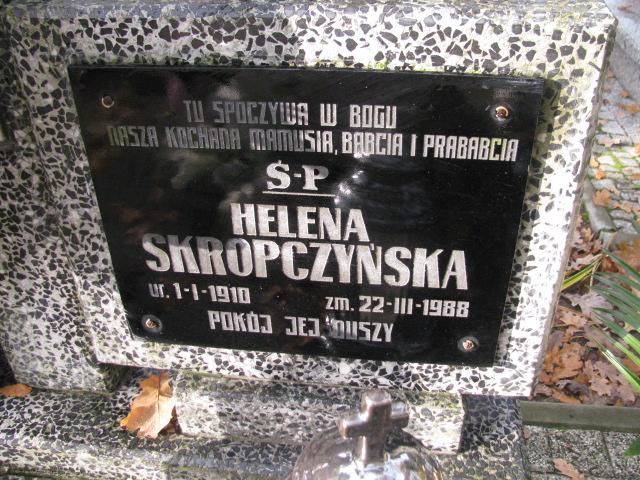 TU SPOCZYWA W BOGU
NASZA KOCHANA MAMUSIA, BABCIA I PRABABCIA
Ś-P
HELENA
SKROPCZYŃSKA
ur. 1-I-1910 zm. 22-III-1988
POKÓJ JEJ DUSZY